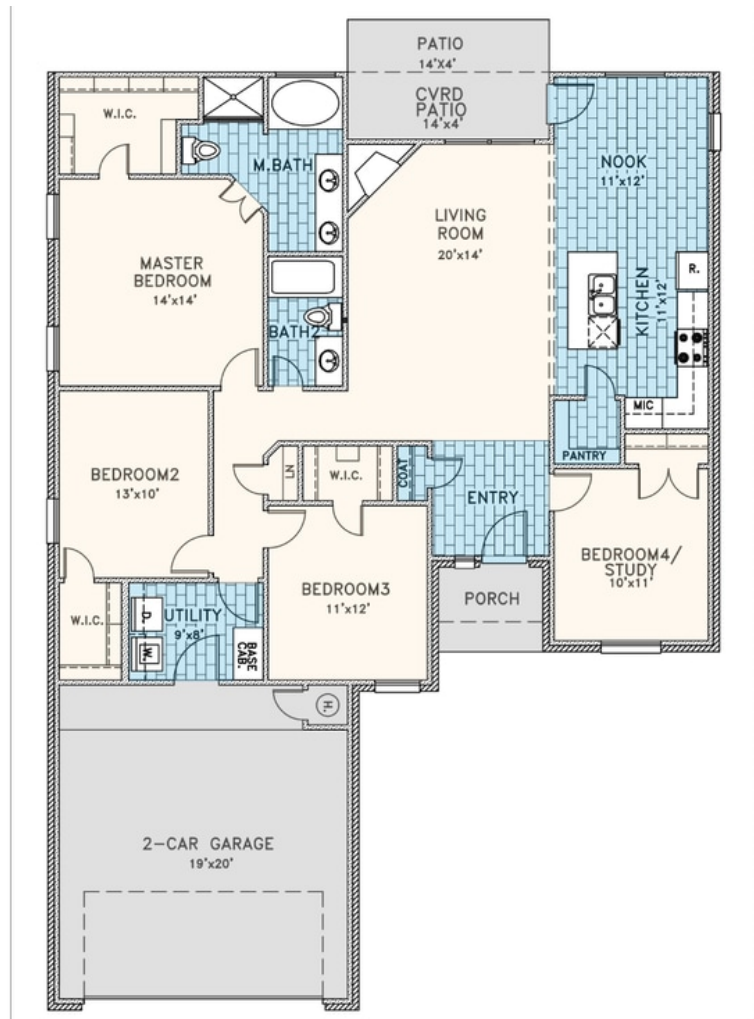 PATIO
14'X4'
CVRD
PATIO
14'x4'
W.I.C.
M.BATH
NOOK
11'x12'
LIVING
ROOM
20'x14'
MASTER
BEDROOM
14'x14'
R.
KITCHEN
11'x12'
BATH2
MIC
PANTRY
BEDROOM2
13'x10'
LN
W.I.C.
COAT
ENTRY
BEDROOM4/
STUDY
10'x11'
BEDROOM3
11'x12'
PORCH
W.I.C.
D.
UTILITY
9'x8'
W.
BASE
CAB.
H.
2-CAR GARAGE
19'x20'